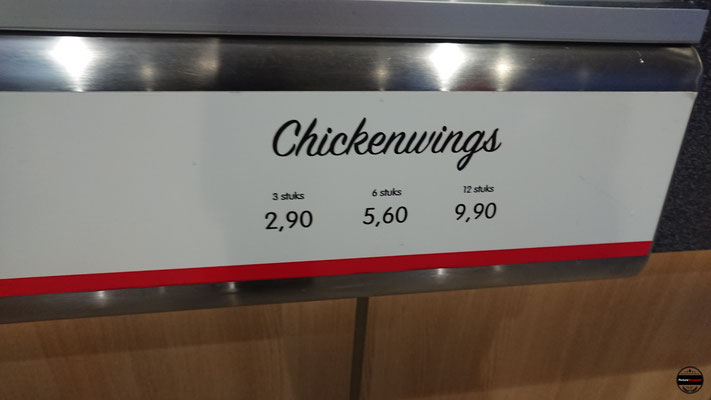 Chickenwings
3 stuks 6 stuks 12 stuks
2,90 5,60 9,90